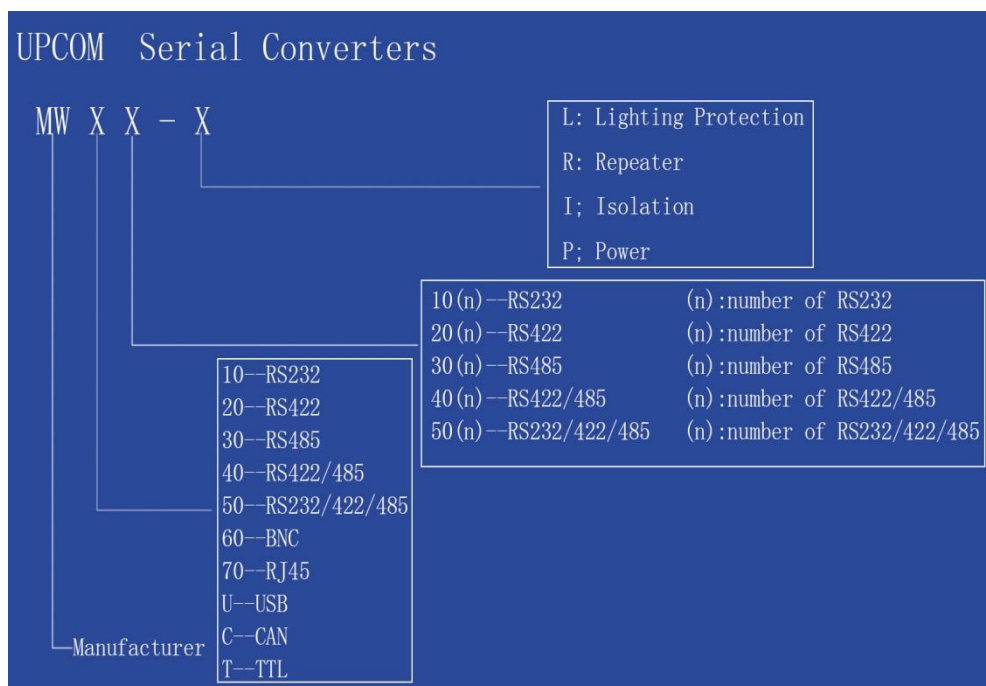 UPCOM Serial Converters
MW X X - X
L: Lighting Protection
R: Repeater
I; Isolation
P; Power
10(n)--RS232 (n):number of RS232
20(n)--RS422 (n):number of RS422
30(n)--RS485 (n):number of RS485
40(n)--RS422/485 (n):number of RS422/485
50(n)--RS232/422/485 (n):number of RS232/422/485
10--RS232
20--RS422
30--RS485
40--RS422/485
50--RS232/422/485
60--BNC
70--RJ45
U--USB
C--CAN
T--TTL
Manufacturer